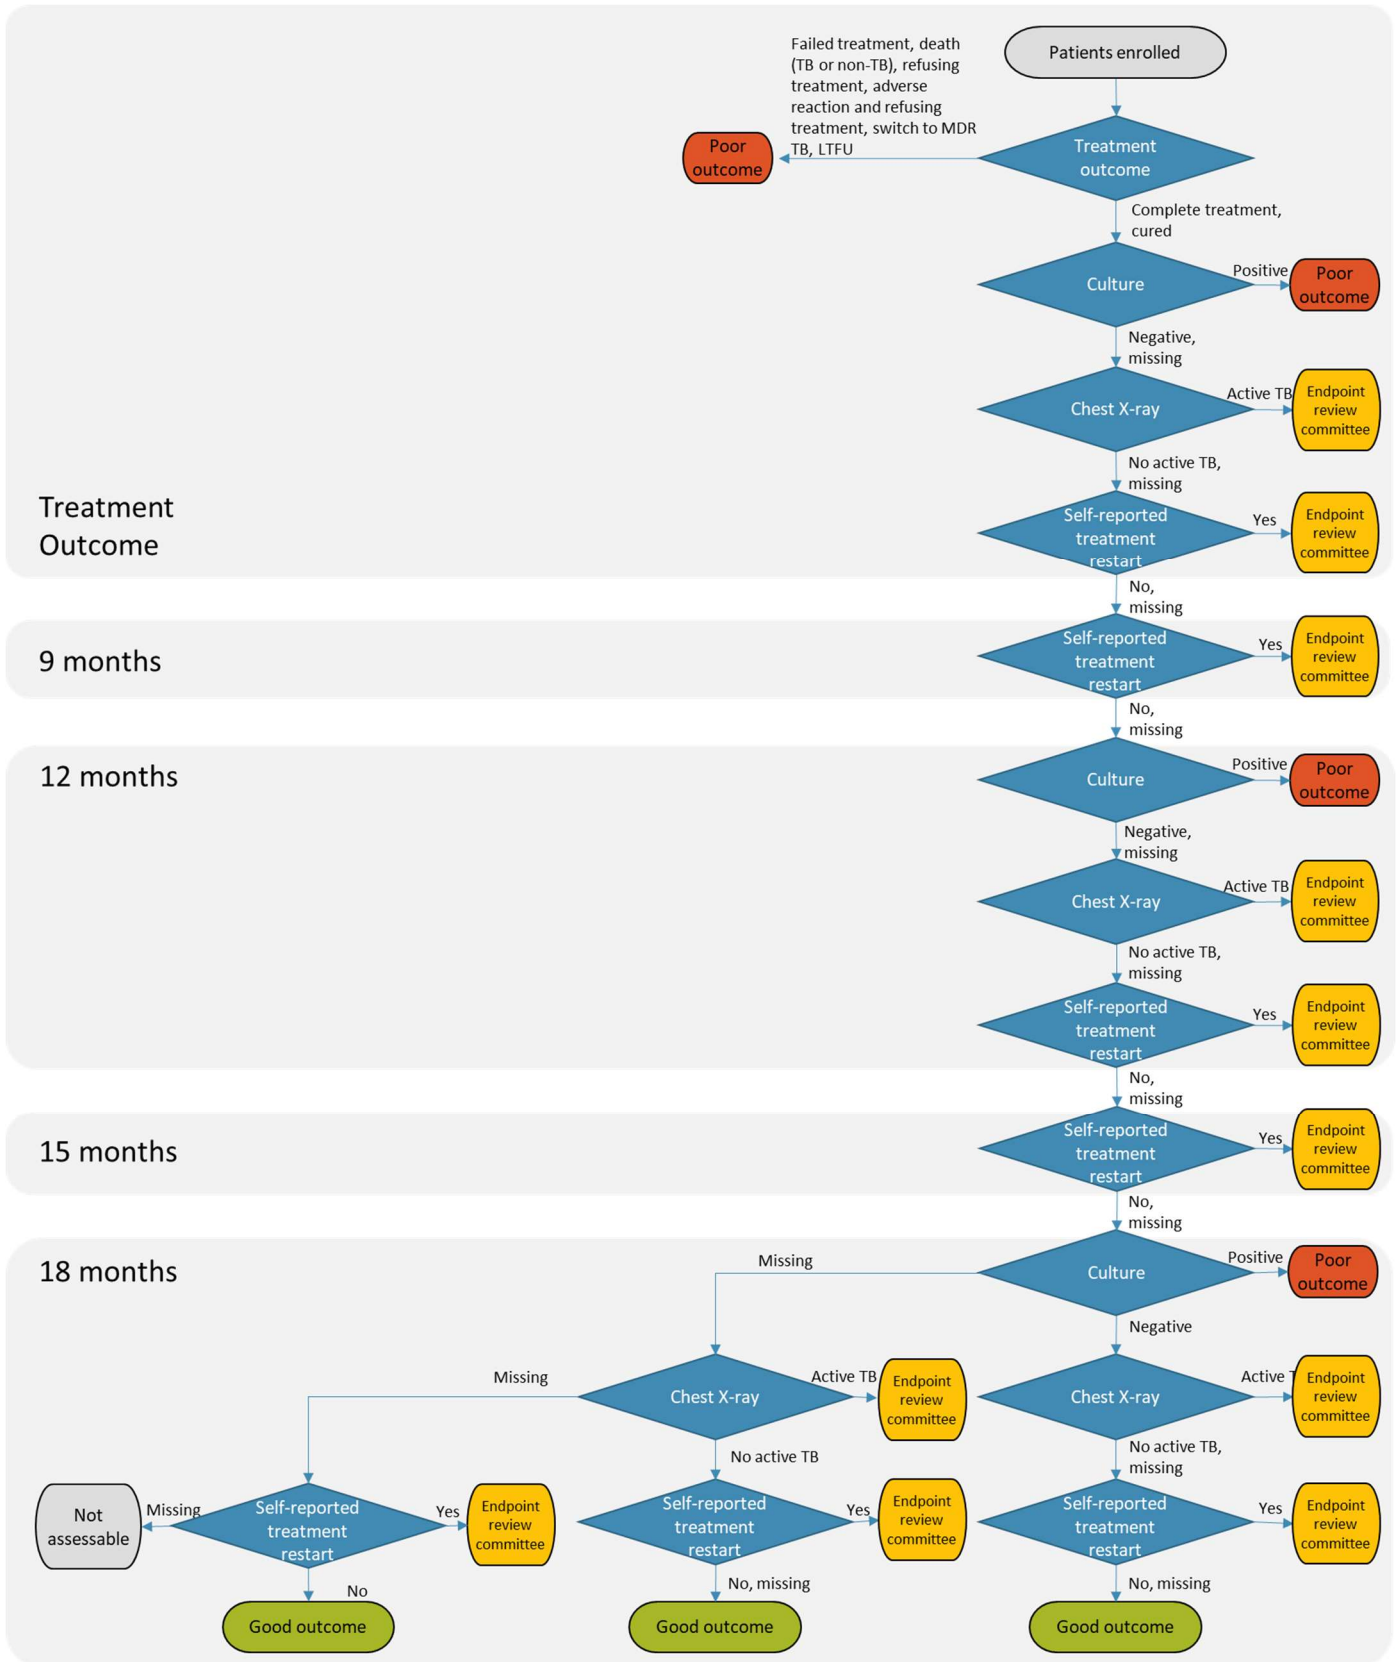 Patients enrolled
Failed treatment, death
(TB or non-TB), refusing
treatment, adverse
reaction and refusing
treatment, switch to MDR
TB, LTFU
Poor
outcome
Treatment
outcome
Complete treatment,
cured
Culture
Positive
Poor
outcome
Negative,
missing
Chest X-ray
Active TB
Endpoint
review
committee
No active TB,
missing
Treatment
Outcome
Self-reported
treatment
restart
Yes
Endpoint
review
committee
No,
missing
9 months
Self-reported
treatment
restart
Yes
Endpoint
review
committee
No,
missing
12 months
Culture
Positive
Poor
outcome
Negative,
missing
Chest X-ray
Active TB
Endpoint
review
committee
No active TB,
missing
Self-reported
treatment
restart
Yes
Endpoint
review
committee
No,
missing
15 months
Self-reported
treatment
restart
Yes
Endpoint
review
committee
No,
missing
18 months
Missing
Culture
Positive
Poor
outcome
Negative
Missing
Chest X-ray
Active TB
Endpoint
review
committee
Chest X-ray
Active
Endpoint
review
committee
No active TB
No active TB,
missing
Not
assessable
Missing
Self-reported
treatment
restart
Yes
Endpoint
review
committee
Self-reported
treatment
restart
Yes
Endpoint
review
committee
Self-reported
treatment
restart
Yes
Endpoint
review
committee
No
No, missing
No, missing
Good outcome
Good outcome
Good outcome